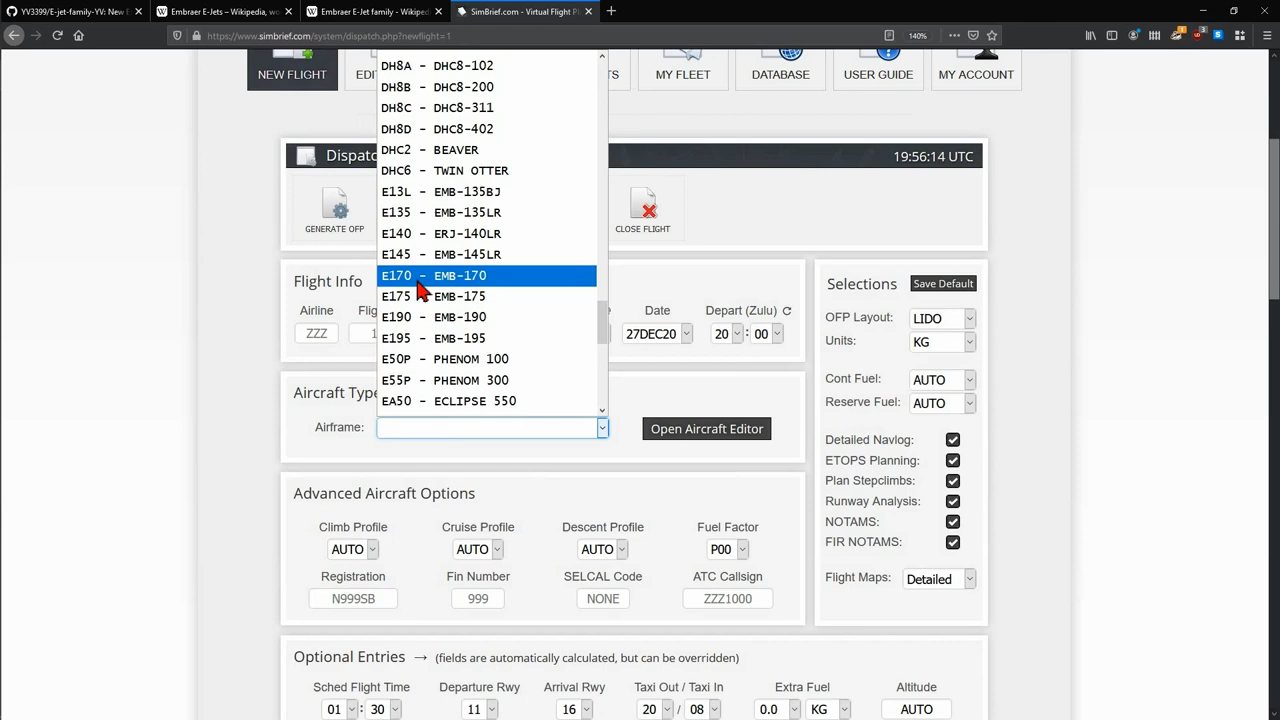 YV3399/E-jet-family-YV: New E
Embraer E-Jets – Wikipedia, wo
Embraer E-Jet family - Wikipedi
SimBrief.com - Virtual Flight Pl
https://www.simbrief.com/system/dispatch.php?newflight=1
140%
NEW FLIGHT
EDIT
TS
MY FLEET
DATABASE
USER GUIDE
MY ACCOUNT
DH8A - DHC8-102
DH8B - DHC8-200
DH8C - DHC8-311
DH8D - DHC8-402
DHC2 - BEAVER
DHC6 - TWIN OTTER
E13L - EMB-135BJ
E135 - EMB-135LR
E140 - ERJ-140LR
E145 - EMB-145LR
E170 - EMB-170
E175 - EMB-175
E190 - EMB-190
E195 - EMB-195
E50P - PHENOM 100
E55P - PHENOM 300
EA50 - ECLIPSE 550
Dispat
19:56:14 UTC
GENERATE OFP
CLOSE FLIGHT
Flight Info
Airline
Flig
Date
Depart (Zulu)
ZZZ
1
27DEC20
20 : 00
Aircraft Type
Airframe:
Open Aircraft Editor
Advanced Aircraft Options
Climb Profile
Cruise Profile
Descent Profile
Fuel Factor
AUTO
AUTO
AUTO
P00
Registration
Fin Number
SELCAL Code
ATC Callsign
N999SB
999
NONE
ZZZ1000
Selections
Save Default
OFP Layout: LIDO
Units: KG
Cont Fuel: AUTO
Reserve Fuel: AUTO
Detailed Navlog:
ETOPS Planning:
Plan Stepclimbs:
Runway Analysis:
NOTAMS:
FIR NOTAMS:
Flight Maps: Detailed
Optional Entries → (fields are automatically calculated, but can be overridden)
Sched Flight Time
Departure Rwy
Arrival Rwy
Taxi Out / Taxi In
Extra Fuel
Altitude
01 : 30
11
16
20 / 08
0.0 KG
AUTO